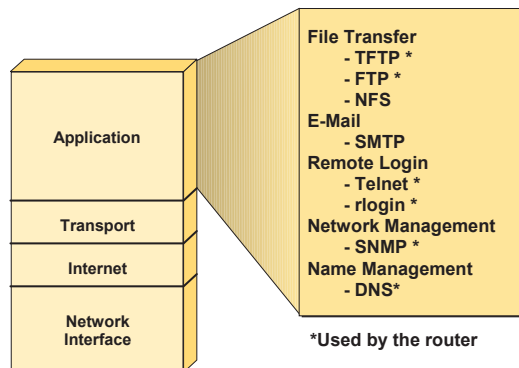 Application
Transport
Internet
Network
Interface
File Transfer
- TFTP *
- FTP *
- NFS
E-Mail
- SMTP
Remote Login
- Telnet *
- rlogin *
Network Management
- SNMP *
Name Management
- DNS*
*Used by the router